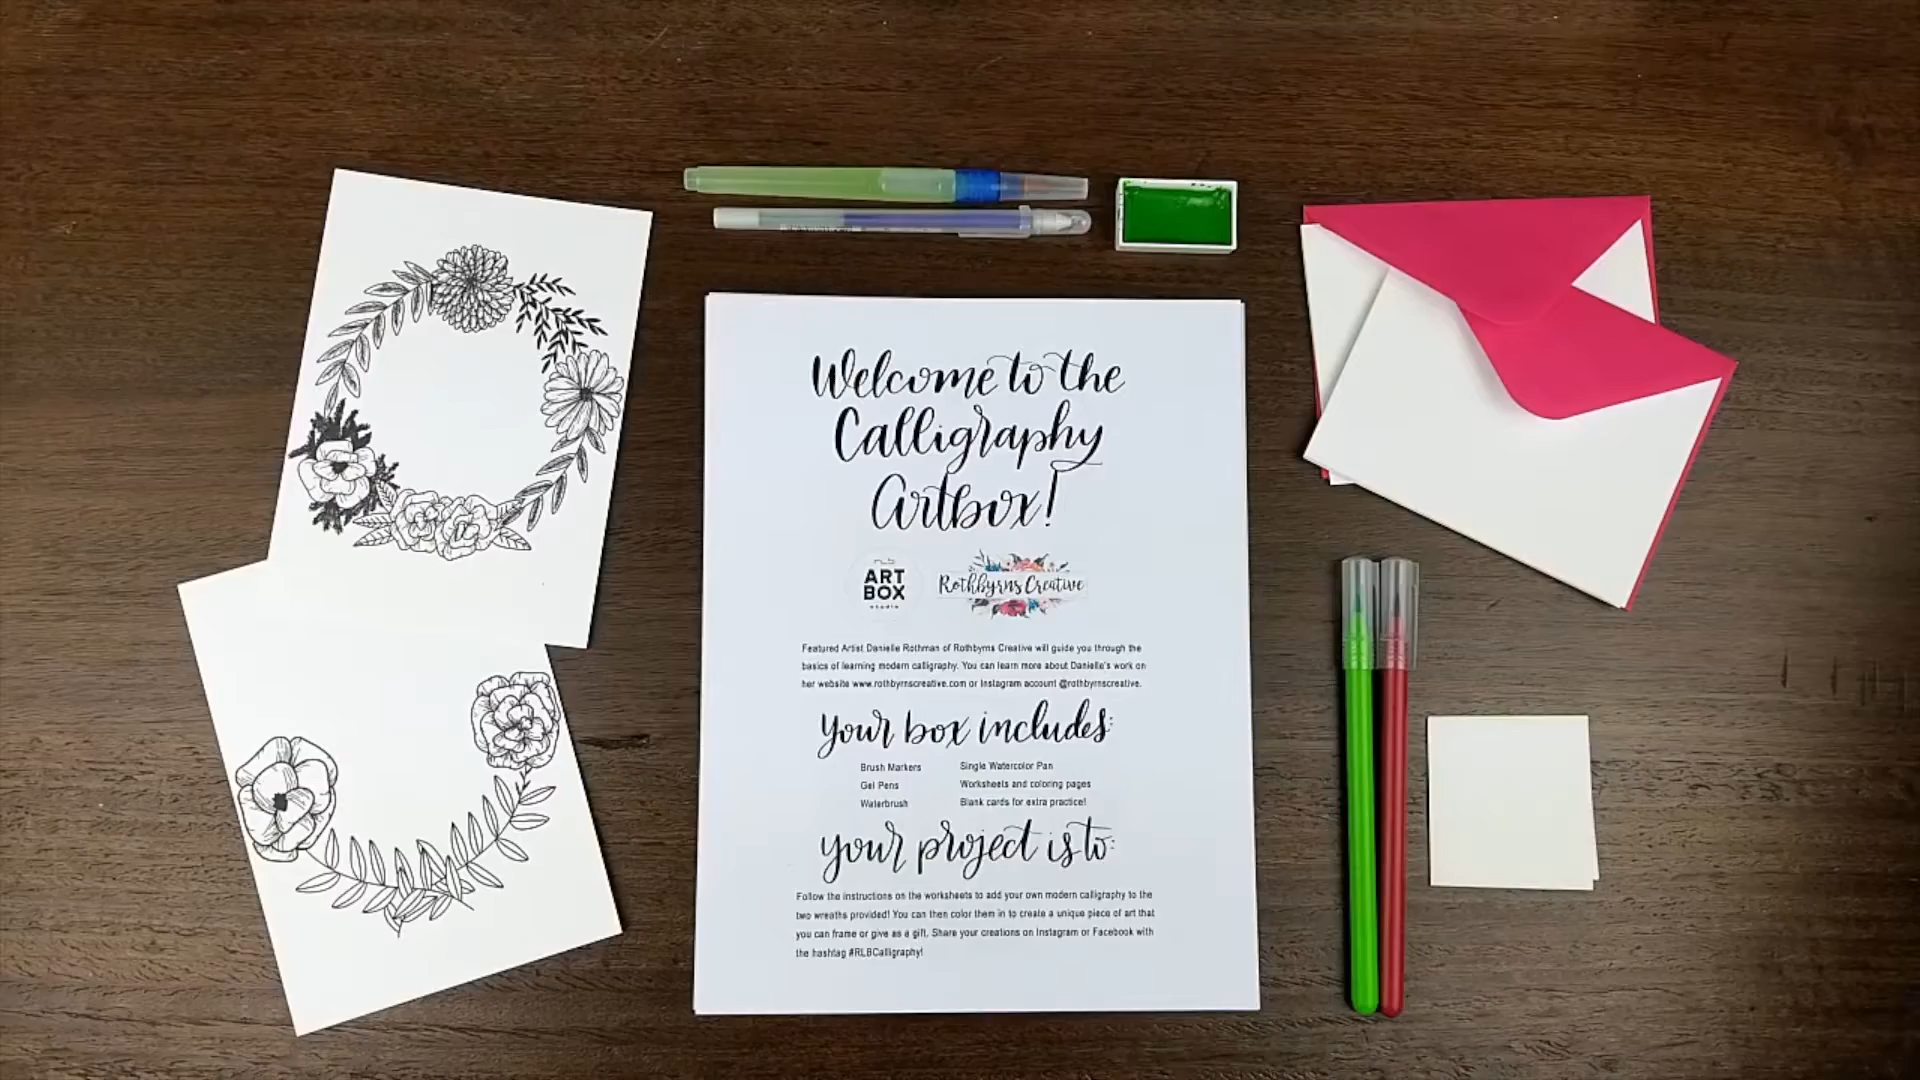 Welcome to the
Calligraphy
Artbox!
ART
BOX
studio
Rothbyrns Creative
Featured Artist Danielle Rothman of Rothbyrns Creative will guide you through the
basics of learning modern calligraphy. You can learn more about Danielle's work on
her website www.rothbyrnscreative.com or Instagram account @rothbyrnscreative.
Your box includes:
Brush Markers
Gel Pens
Waterbrush
Single Watercolor Pan
Worksheets and coloring pages
Blank cards for extra practice!
your project is to:
Follow the instructions on the worksheets to add your own modern calligraphy to the
two wreaths provided! You can then color them in to create a unique piece of art that
you can frame or give as a gift. Share your creations on Instagram or Facebook with
the hashtag #RLBCalligraphy!